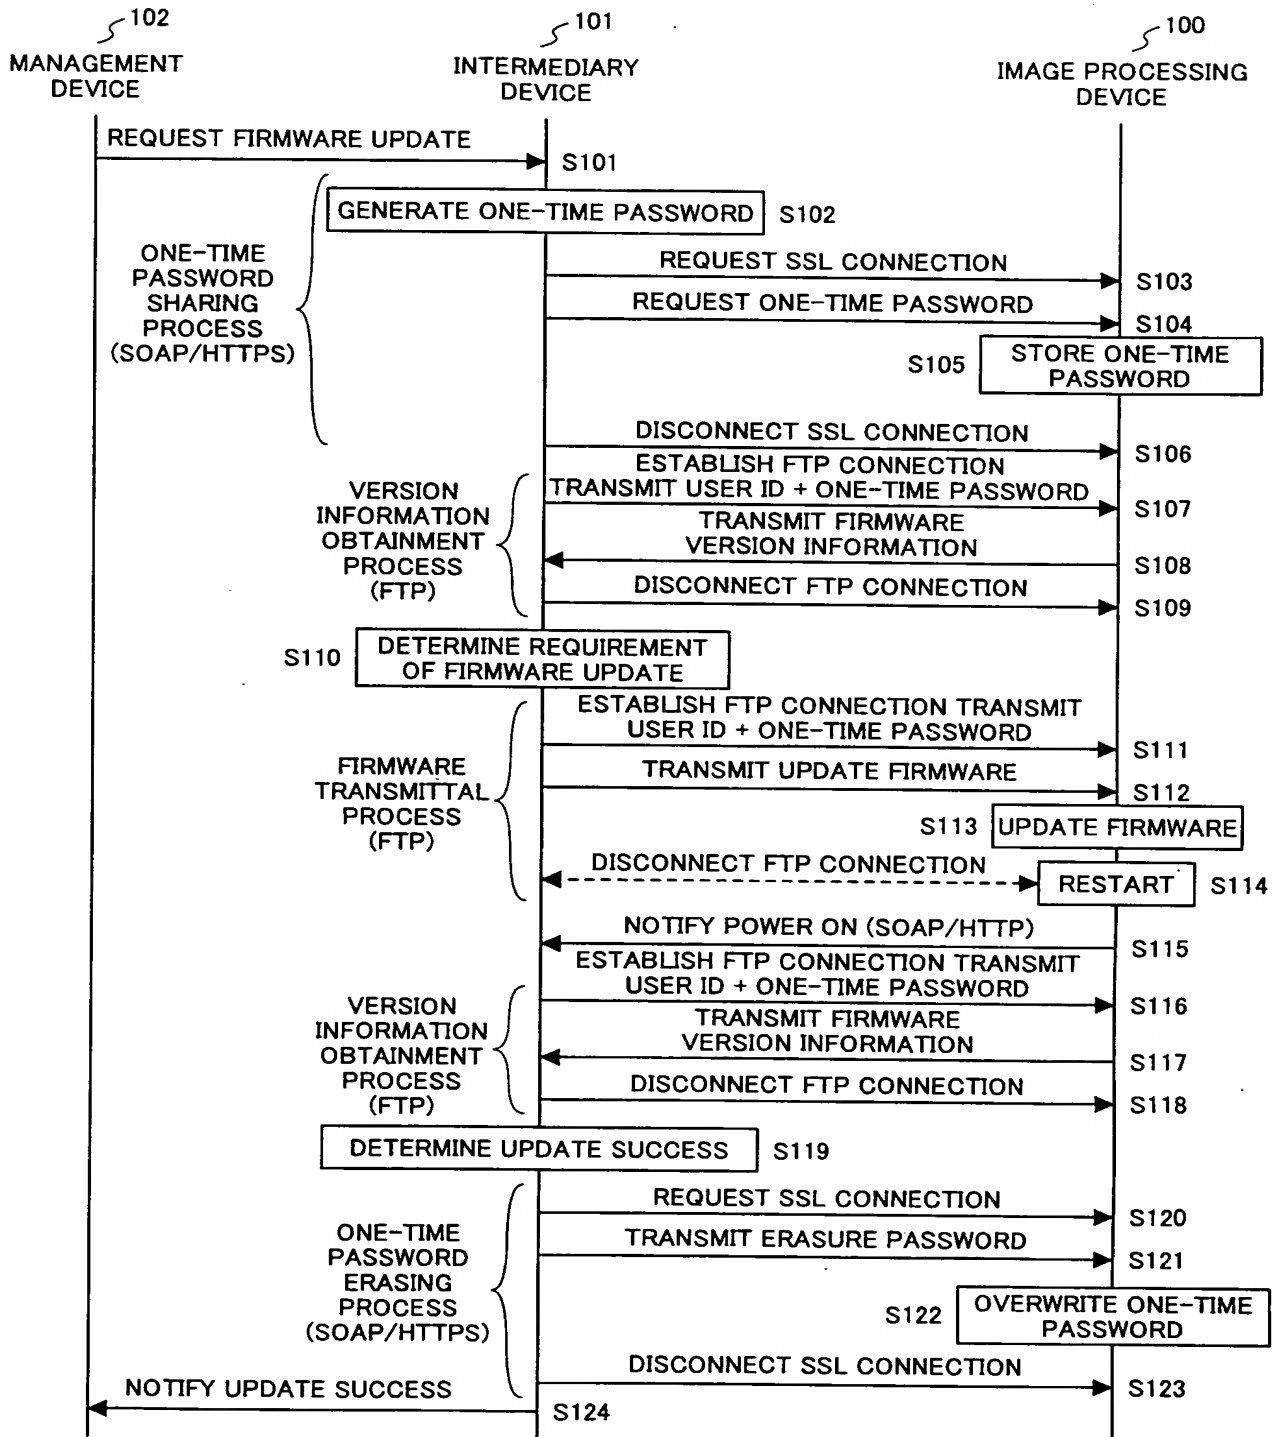 102
101
100
MANAGEMENT
DEVICE
INTERMEDIARY
DEVICE
IMAGE PROCESSING
DEVICE
REQUEST FIRMWARE UPDATE
S101
GENERATE ONE-TIME PASSWORD
S102
ONE-TIME
PASSWORD
SHARING
PROCESS
(SOAP/HTTPS)
REQUEST SSL CONNECTION
S103
REQUEST ONE-TIME PASSWORD
S104
S105
STORE ONE-TIME
PASSWORD
DISCONNECT SSL CONNECTION
S106
VERSION
INFORMATION
OBTAINMENT
PROCESS
(FTP)
ESTABLISH FTP CONNECTION
TRANSMIT USER ID + ONE-TIME PASSWORD
S107
TRANSMIT FIRMWARE
VERSION INFORMATION
S108
DISCONNECT FTP CONNECTION
S109
S110
DETERMINE REQUIREMENT
OF FIRMWARE UPDATE
FIRMWARE
TRANSMITTAL
PROCESS
(FTP)
ESTABLISH FTP CONNECTION TRANSMIT
USER ID + ONE-TIME PASSWORD
S111
TRANSMIT UPDATE FIRMWARE
S112
S113
UPDATE FIRMWARE
DISCONNECT FTP CONNECTION
RESTART
S114
NOTIFY POWER ON (SOAP/HTTP)
S115
VERSION
INFORMATION
OBTAINMENT
PROCESS
(FTP)
ESTABLISH FTP CONNECTION TRANSMIT
USER ID + ONE-TIME PASSWORD
S116
TRANSMIT FIRMWARE
VERSION INFORMATION
S117
DISCONNECT FTP CONNECTION
S118
DETERMINE UPDATE SUCCESS
S119
ONE-TIME
PASSWORD
ERASING
PROCESS
(SOAP/HTTPS)
REQUEST SSL CONNECTION
S120
TRANSMIT ERASURE PASSWORD
S121
S122
OVERWRITE ONE-TIME
PASSWORD
DISCONNECT SSL CONNECTION
S123
NOTIFY UPDATE SUCCESS
S124